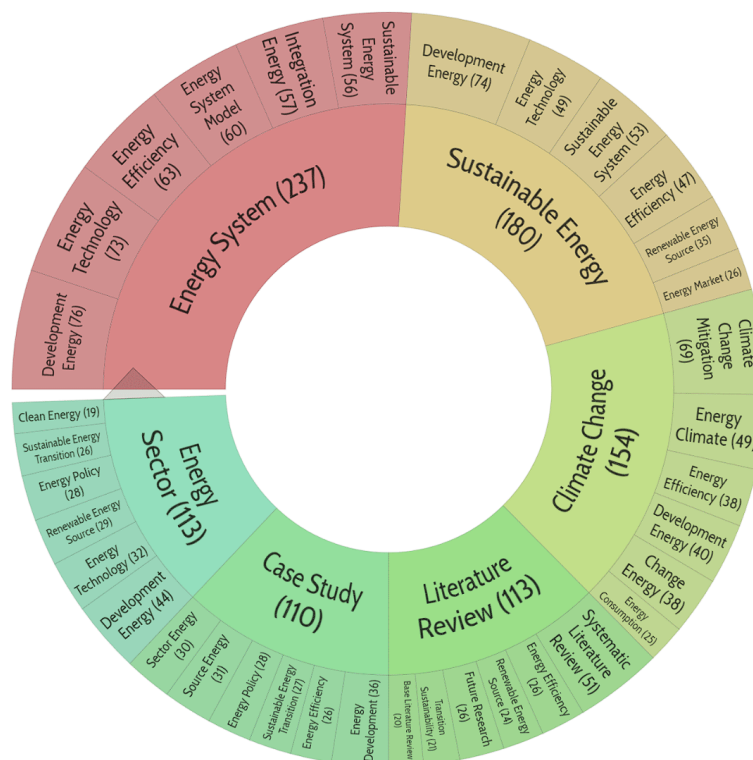 Energy System (237)
Development
Energy (76)
Energy
Technology
(73)
Energy
Efficiency
(63)
Energy
System
Model
(60)
Integration
Energy (57)
Sustainable
Energy
System (56)
Sustainable Energy
(180)
Development
Energy (74)
Energy
Technology
(49)
Sustainable
Energy
System (53)
Energy
Efficiency (47)
Renewable Energy
Source (35)
Energy Market (26)
Climate Change
(154)
Climate
Change
Mitigation
(69)
Energy
Climate (49)
Energy
Efficiency (38)
Development
Energy (40)
Change
Energy (38)
Energy
Consumption (25)
Literature
Review (113)
Systematic
Literature
Review (51)
Energy Efficiency
(26)
Renewable Energy
Source (24)
Future Research
(26)
Transition
Sustainability (21)
Base Literature Review
(20)
Case Study
(110)
Energy
Development (36)
Energy Efficiency
(26)
Sustainable Energy
Transition (27)
Energy Policy (28)
Source Energy
(31)
Sector Energy
(30)
Energy
Sector (113)
Development
Energy (44)
Energy
Technology (32)
Renewable Energy
Source (29)
Energy Policy
(28)
Sustainable Energy
Transition (26)
Clean Energy (19)